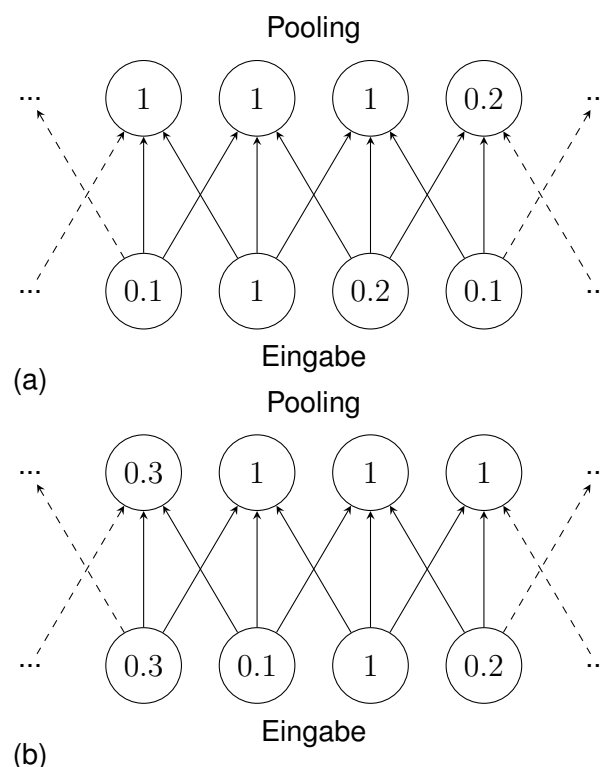 Pooling
... 1 1 1 0.2 ..
... 0.1 1 0.2 0.1 ..
Eingabe
(a)
Pooling
... 0.3 1 1 1 ..
... 0.3 0.1 1 0.2 ..
Eingabe
(b)